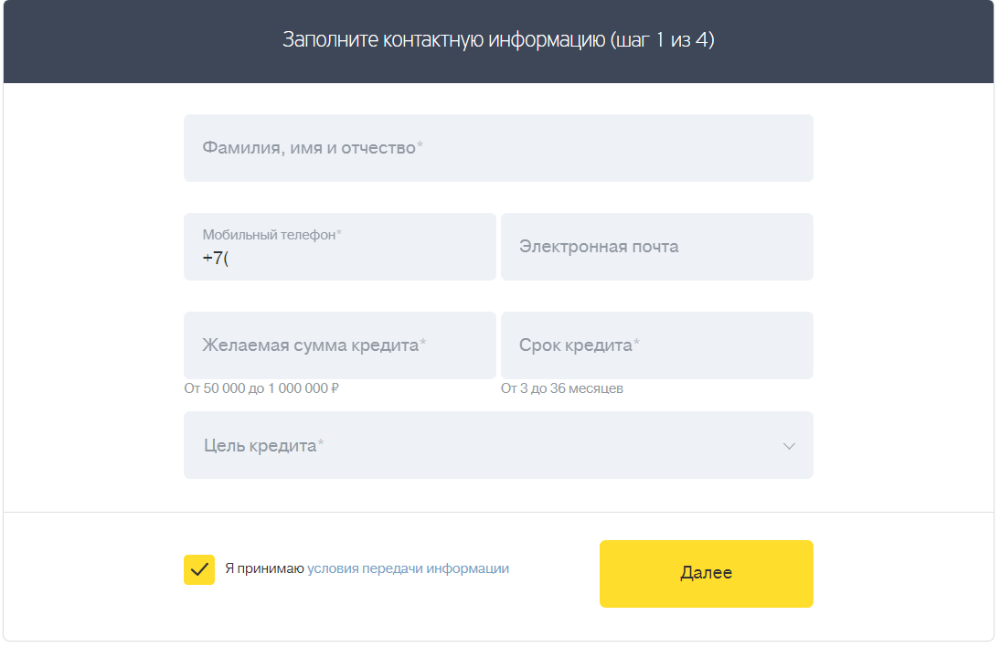 Заполните контактную информацию (шаг 1 из 4)
Фамилия, имя и отчество*
Мобильный телефон*
+7(
Электронная почта
Желаемая сумма кредита*
Срок кредита*
От 50 000 до 1 000 000 ₽
От 3 до 36 месяцев
Цель кредита*
Я принимаю условия передачи информации
Далее